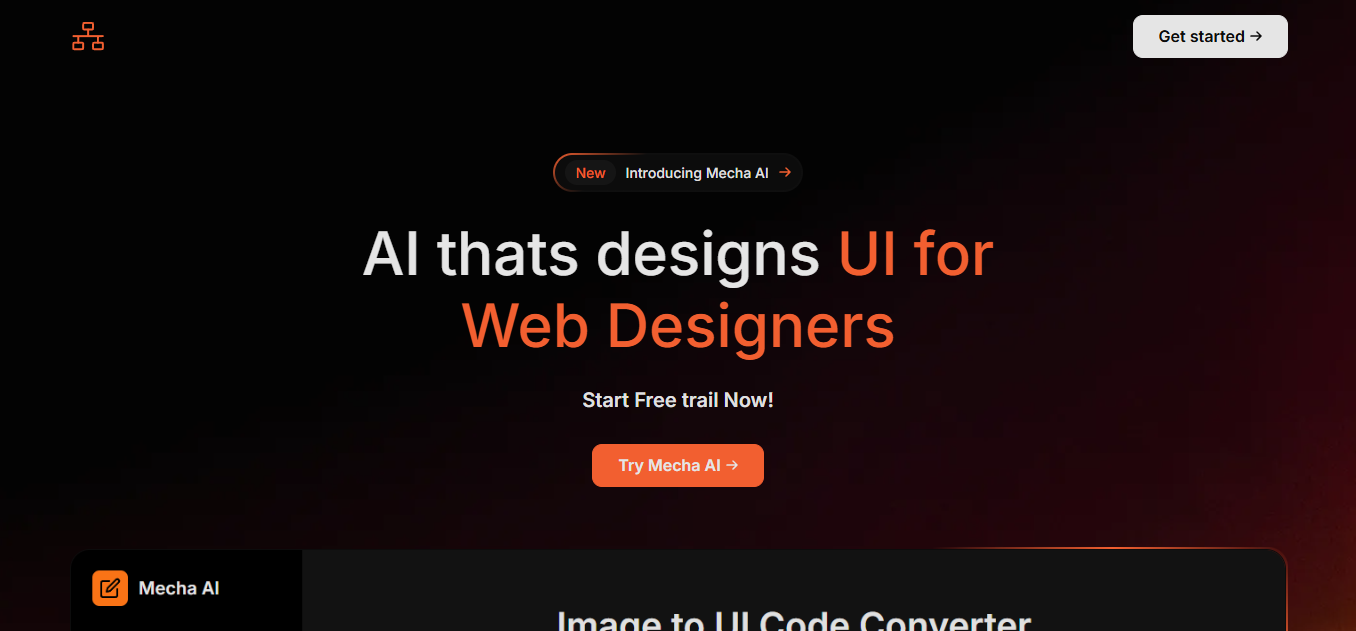 Get started →
New Introducing Mecha AI →
AI thats designs UI for
Web Designers
Start Free trail Now!
Try Mecha AI →
Mecha AI
Image to UI Code Converter